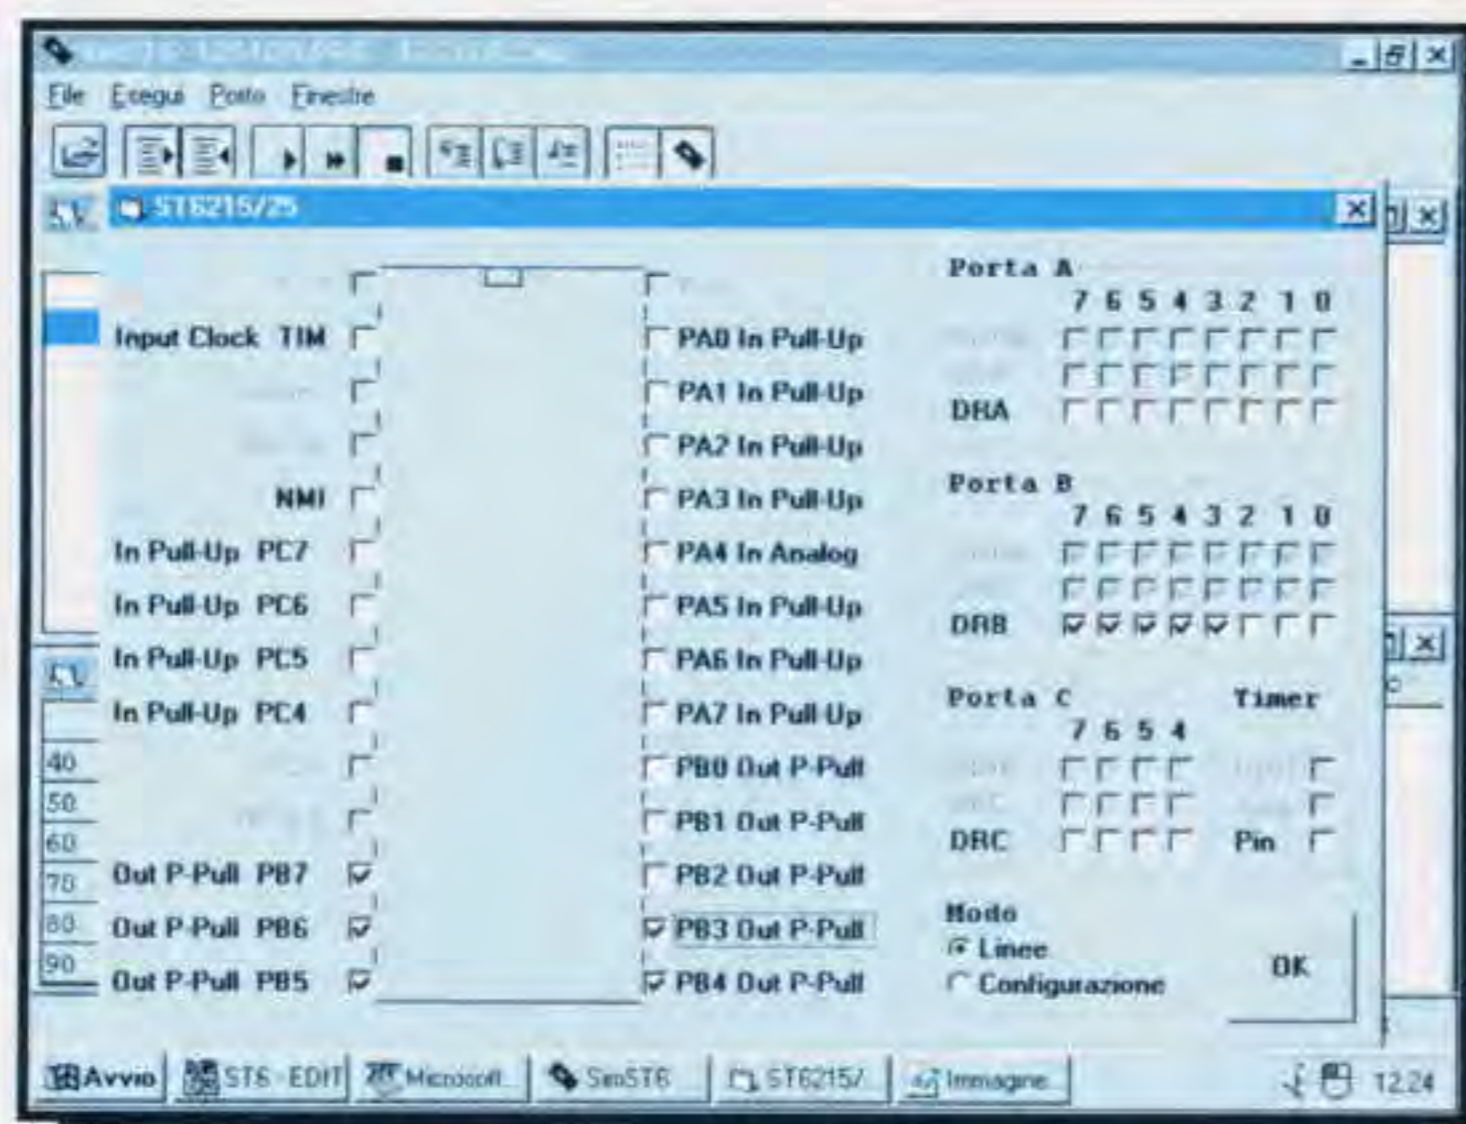 File Esegui Porto Finestre
ST6215/25
Input Clock TIM
NMI
In Pull-Up PC7
In Pull-Up PC6
In Pull-Up PC5
In Pull-Up PC4
Out P-Pull PB7
Out P-Pull PB6
Out P-Pull PB5
PA0 In Pull-Up
PA1 In Pull-Up
PA2 In Pull-Up
PA3 In Pull-Up
PA4 In Analog
PA5 In Pull-Up
PA6 In Pull-Up
PA7 In Pull-Up
PB0 Out P-Pull
PB1 Out P-Pull
PB2 Out P-Pull
PB3 Out P-Pull
PB4 Out P-Pull
Porta A
7 6 5 4 3 2 1 0
DRA
Porta B
7 6 5 4 3 2 1 0
DRB
Porta C
7 6 5 4
DRC
Timer
Pin
Modo
Linee
Configurazione
OK
40
50
60
70
80
90
Avvio ST6 - EDIT Microsoft SimST6 ST6215/ Immagine 12.24